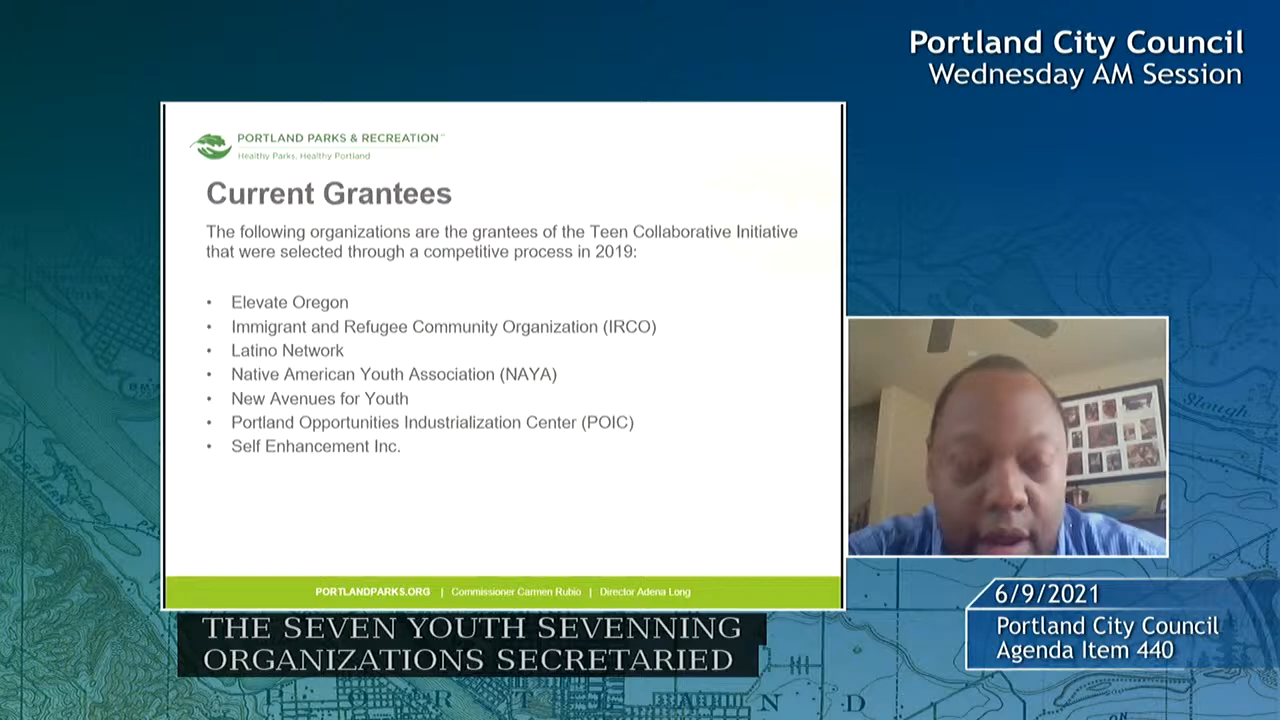 Portland City Council
Wednesday AM Session
PORTLAND PARKS & RECREATION
Healthy Parks, Healthy Portland
Current Grantees
The following organizations are the grantees of the Teen Collaborative Initiative
that were selected through a competitive process in 2019:
• Elevate Oregon
• Immigrant and Refugee Community Organization (IRCO)
• Latino Network
• Native American Youth Association (NAYA)
• New Avenues for Youth
• Portland Opportunities Industrialization Center (POIC)
• Self Enhancement Inc.
PORTLANDPARKS.ORG | Commissioner Carmen Rubio | Director Adena Long
THE SEVEN YOUTH SEVENNING
ORGANIZATIONS SECRETARIED
6/9/2021
Portland City Council
Agenda Item 440
Slough